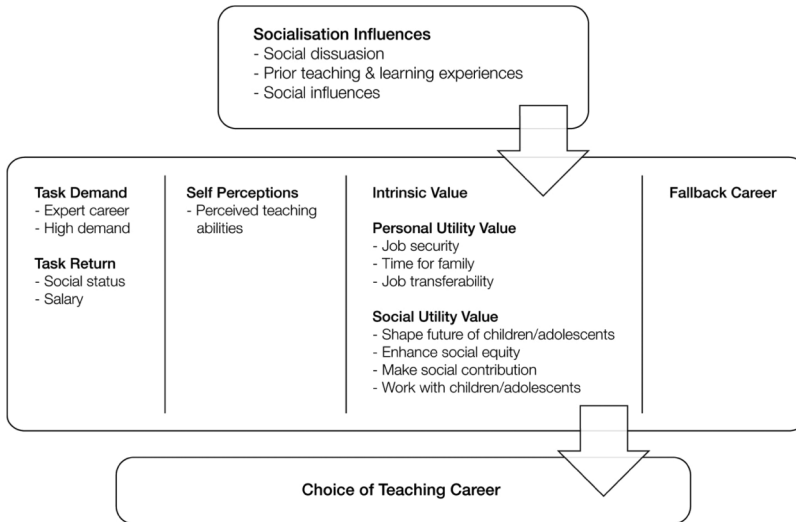 Socialisation Influences
- Social dissuasion
- Prior teaching & learning experiences
- Social influences
Task Demand
- Expert career
- High demand
Task Return
- Social status
- Salary
Self Perceptions
- Perceived teaching
abilities
Intrinsic Value
Personal Utility Value
- Job security
- Time for family
- Job transferability
Social Utility Value
- Shape future of children/adolescents
- Enhance social equity
- Make social contribution
- Work with children/adolescents
Fallback Career
Choice of Teaching Career